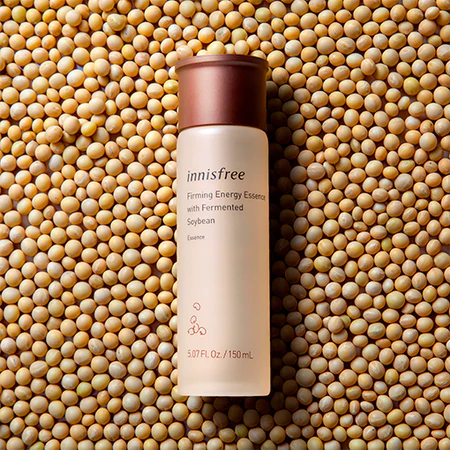 innisfree
Firming Energy Essence
with Fermented
Soybean
Essence
5.07 FL Oz. / 150 mL